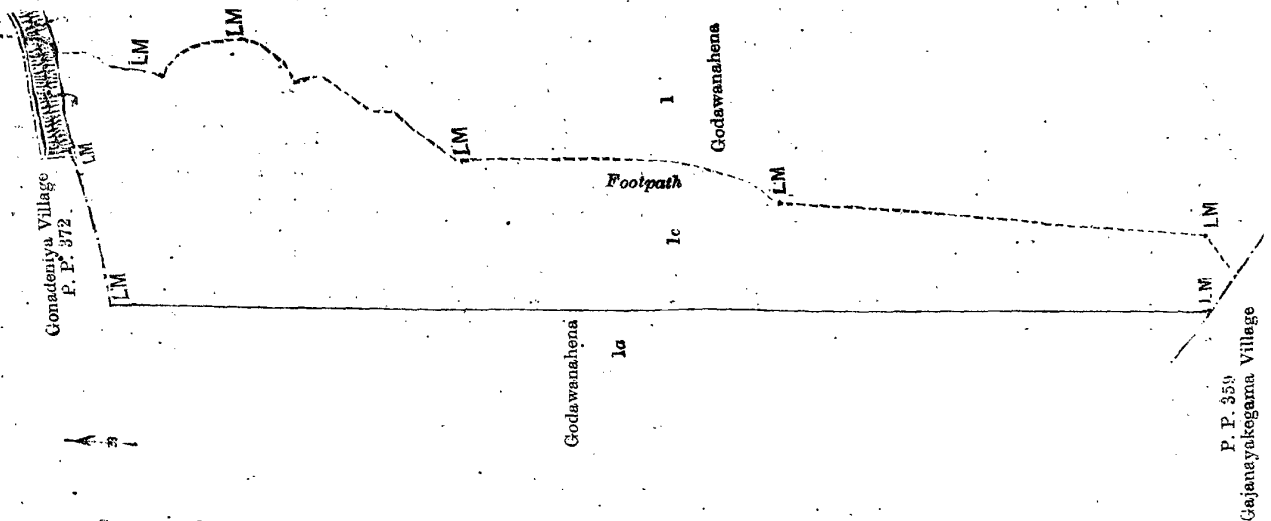 Gonadeniya Village
P. P. 372
LM
LM
LM
LM
LM
LM
LM
LM
Footpath
1
Godawanahena
1c
Godawanahena
1a
P. P. 359
Gajanayakegama Village